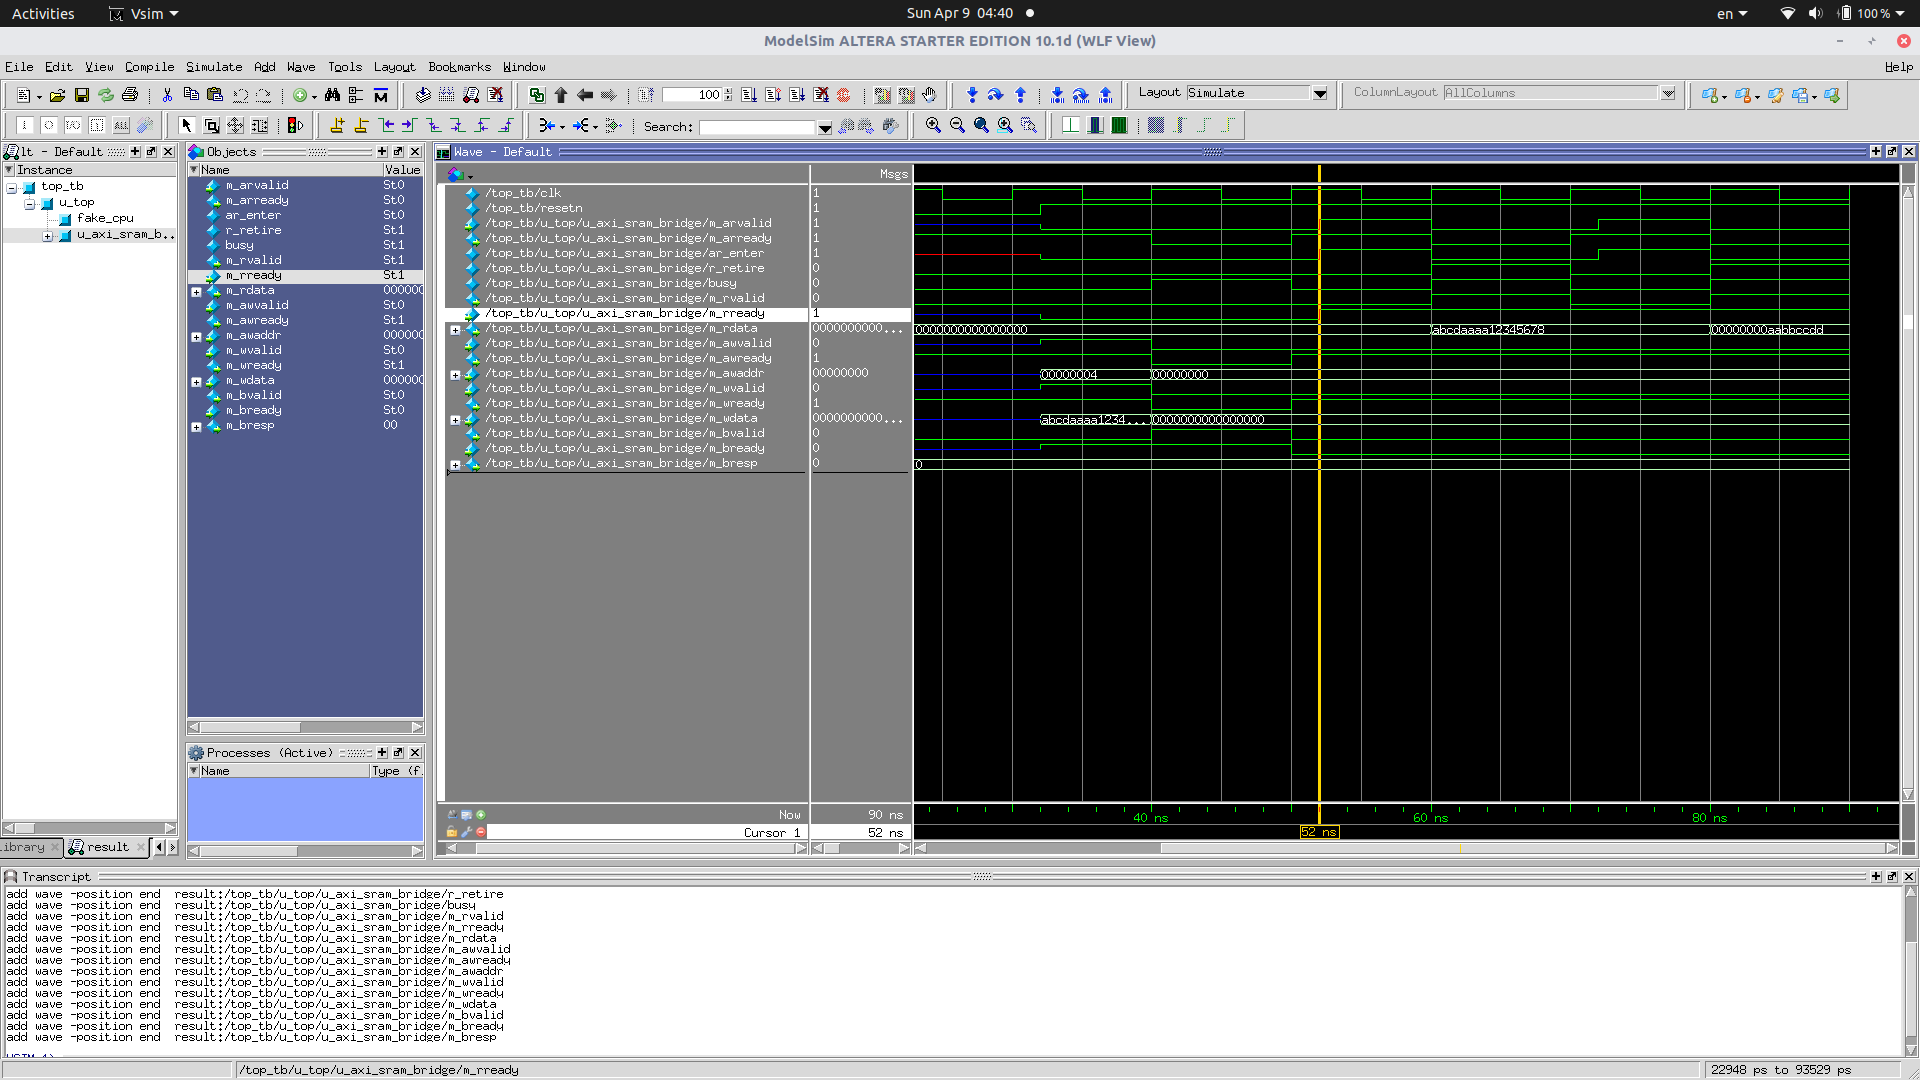 Activities Vsim Sun Apr 9 04:40 en 100 %
ModelSim ALTERA STARTER EDITION 10.1d (WLF View)
File Edit View Compile Simulate Add Wave Tools Layout Bookmarks Window Help
100 Layout Simulate ColumnLayout AllColumns
Search:
lt - Default
Instance
top_tb
u_top
fake_cpu
u_axi_sram_b..
Library result
Objects
Name Value
m_arvalid St0
m_arready St0
ar_enter St0
r_retire St1
busy St1
m_rvalid St1
m_rready St1
m_rdata 000000
m_awvalid St0
m_awready St1
m_awaddr 000000
m_wvalid St0
m_wready St1
m_wdata 000000
m_bvalid St0
m_bready St0
m_bresp 00
Processes (Active)
Name Type (f.
Wave - Default
Msgs
/top_tb/clk 1
/top_tb/resetn 1
/top_tb/u_top/u_axi_sram_bridge/m_arvalid 1
/top_tb/u_top/u_axi_sram_bridge/m_arready 1
/top_tb/u_top/u_axi_sram_bridge/ar_enter 1
/top_tb/u_top/u_axi_sram_bridge/r_retire 0
/top_tb/u_top/u_axi_sram_bridge/busy 0
/top_tb/u_top/u_axi_sram_bridge/m_rvalid 0
/top_tb/u_top/u_axi_sram_bridge/m_rready 1
/top_tb/u_top/u_axi_sram_bridge/m_rdata 0000000000... 0000000000000000 abcdaaaa12345678 00000000aabbccdd
/top_tb/u_top/u_axi_sram_bridge/m_awvalid 0
/top_tb/u_top/u_axi_sram_bridge/m_awready 1
/top_tb/u_top/u_axi_sram_bridge/m_awaddr 00000000 00000004 00000000
/top_tb/u_top/u_axi_sram_bridge/m_wvalid 0
/top_tb/u_top/u_axi_sram_bridge/m_wready 1
/top_tb/u_top/u_axi_sram_bridge/m_wdata 0000000000... abcdaaaa1234... 0000000000000000
/top_tb/u_top/u_axi_sram_bridge/m_bvalid 0
/top_tb/u_top/u_axi_sram_bridge/m_bready 0
/top_tb/u_top/u_axi_sram_bridge/m_bresp 0 0
Now 90 ns 40 ns 60 ns 80 ns
Cursor 1 52 ns 52 ns
Transcript
add wave -position end result:/top_tb/u_top/u_axi_sram_bridge/r_retire
add wave -position end result:/top_tb/u_top/u_axi_sram_bridge/busy
add wave -position end result:/top_tb/u_top/u_axi_sram_bridge/m_rvalid
add wave -position end result:/top_tb/u_top/u_axi_sram_bridge/m_rready
add wave -position end result:/top_tb/u_top/u_axi_sram_bridge/m_rdata
add wave -position end result:/top_tb/u_top/u_axi_sram_bridge/m_awvalid
add wave -position end result:/top_tb/u_top/u_axi_sram_bridge/m_awready
add wave -position end result:/top_tb/u_top/u_axi_sram_bridge/m_awaddr
add wave -position end result:/top_tb/u_top/u_axi_sram_bridge/m_wvalid
add wave -position end result:/top_tb/u_top/u_axi_sram_bridge/m_wready
add wave -position end result:/top_tb/u_top/u_axi_sram_bridge/m_wdata
add wave -position end result:/top_tb/u_top/u_axi_sram_bridge/m_bvalid
add wave -position end result:/top_tb/u_top/u_axi_sram_bridge/m_bready
add wave -position end result:/top_tb/u_top/u_axi_sram_bridge/m_bresp
/top_tb/u_top/u_axi_sram_bridge/m_rready 22948 ps to 93529 ps